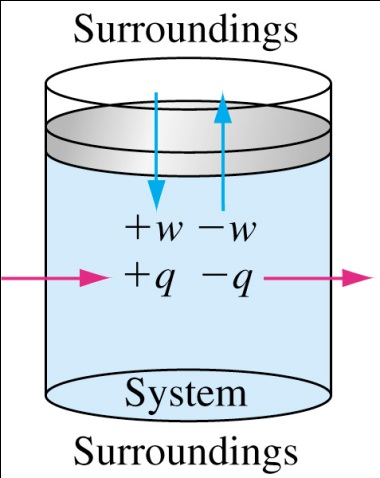 Surroundings
+w −w
+q −q
System
Surroundings